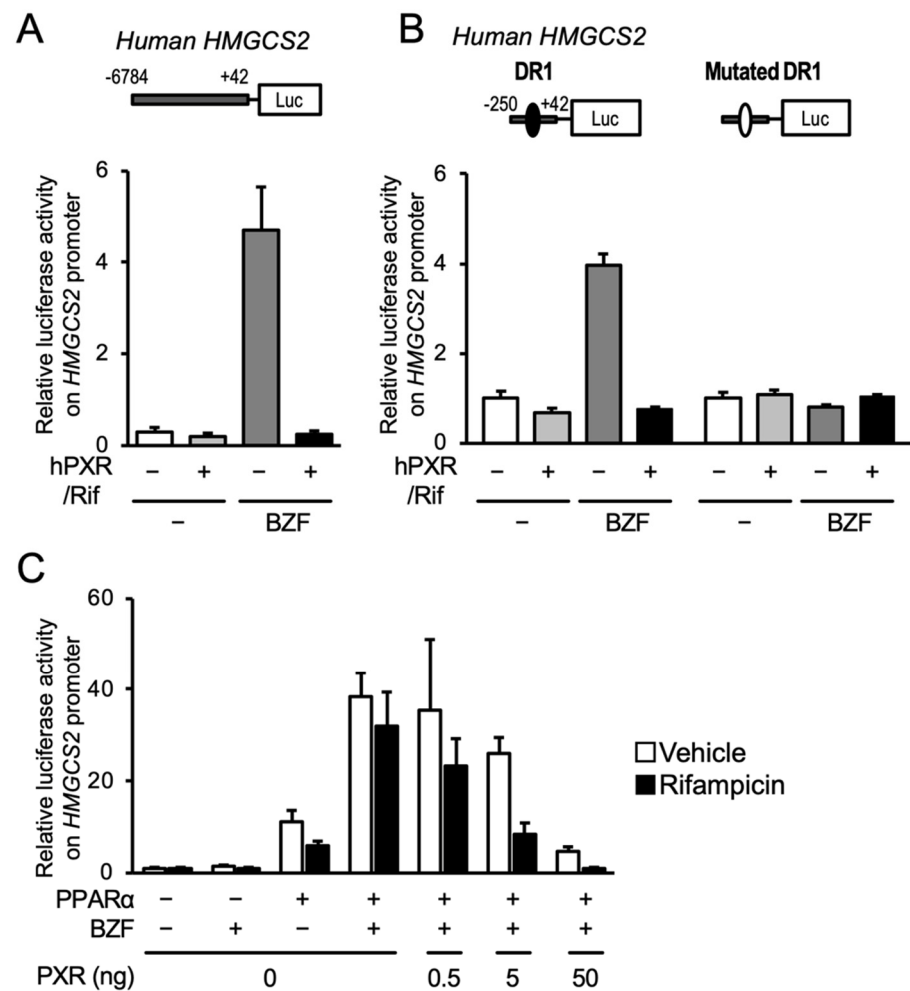 A
Human HMGCS2
-6784 +42
Luc
Relative luciferase activity
on HMGCS2 promoter
6
4
2
0
hPXR
/Rif
– + – +
– BZF
B
Human HMGCS2
DR1 Mutated DR1
-250 +42
Luc Luc
Relative luciferase activity
on HMGCS2 promoter
6
4
2
0
hPXR
/Rif
– + – + – + – +
– BZF – BZF
C
Relative luciferase activity
on HMGCS2 promoter
60
40
20
0
Vehicle
Rifampicin
PPARα – – + + + + +
BZF – + – + + + +
PXR (ng) 0 0.5 5 50